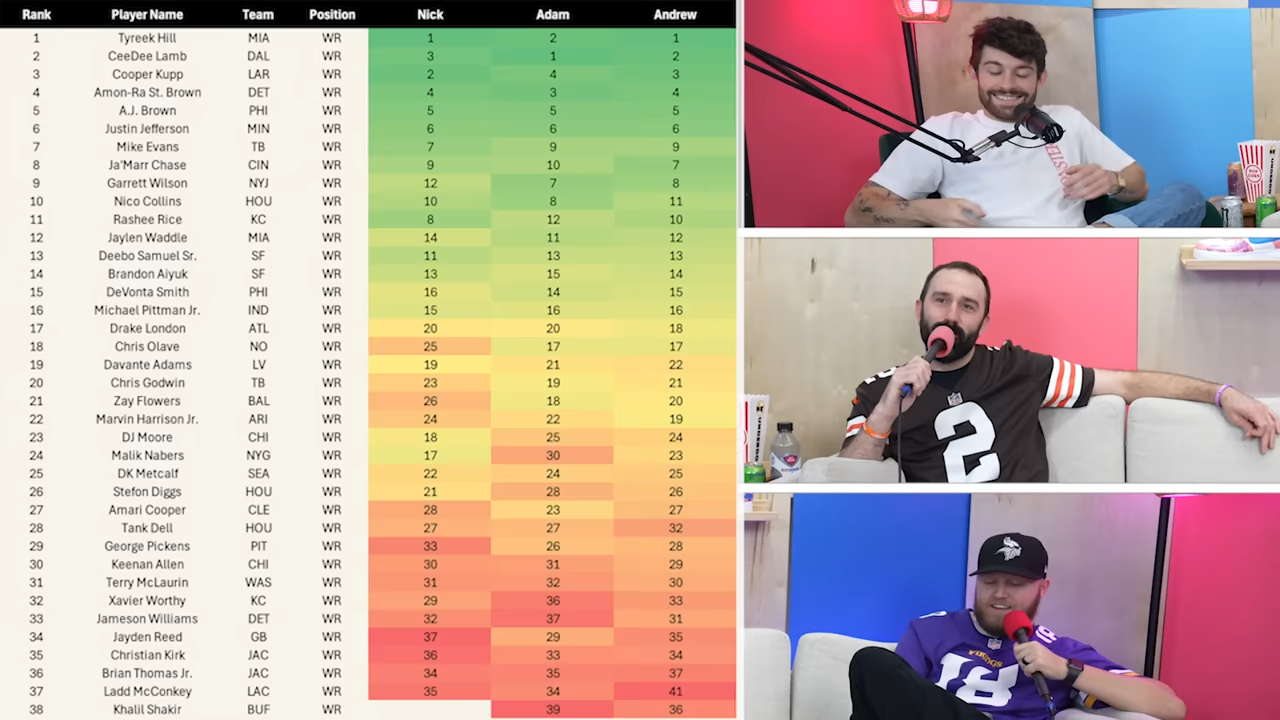 Rank Player Name Team Position Nick Adam Andrew
1 Tyreek Hill MIA WR 1 2 1
2 CeeDee Lamb DAL WR 3 1 2
3 Cooper Kupp LAR WR 2 4 3
4 Amon-Ra St. Brown DET WR 4 3 4
5 A.J. Brown PHI WR 5 5 5
6 Justin Jefferson MIN WR 6 6 6
7 Mike Evans TB WR 7 9 9
8 Ja'Marr Chase CIN WR 9 10 7
9 Garrett Wilson NYJ WR 12 7 8
10 Nico Collins HOU WR 10 8 11
11 Rashee Rice KC WR 8 12 10
12 Jaylen Waddle MIA WR 14 11 12
13 Deebo Samuel Sr. SF WR 11 13 13
14 Brandon Aiyuk SF WR 13 15 14
15 DeVonta Smith PHI WR 16 14 15
16 Michael Pittman Jr. IND WR 15 16 16
17 Drake London ATL WR 20 20 18
18 Chris Olave NO WR 25 17 17
19 Davante Adams LV WR 19 21 22
20 Chris Godwin TB WR 23 19 21
21 Zay Flowers BAL WR 26 18 20
22 Marvin Harrison Jr. ARI WR 24 22 19
23 DJ Moore CHI WR 18 25 24
24 Malik Nabers NYG WR 17 30 23
25 DK Metcalf SEA WR 22 24 25
26 Stefon Diggs HOU WR 21 28 26
27 Amari Cooper CLE WR 28 23 27
28 Tank Dell HOU WR 27 27 32
29 George Pickens PIT WR 33 26 28
30 Keenan Allen CHI WR 30 31 29
31 Terry McLaurin WAS WR 31 32 30
32 Xavier Worthy KC WR 29 36 33
33 Jameson Williams DET WR 32 37 31
34 Jayden Reed GB WR 37 29 35
35 Christian Kirk JAC WR 36 33 34
36 Brian Thomas Jr. JAC WR 34 35 37
37 Ladd McConkey LAC WR 35 34 41
38 Khalil Shakir BUF WR 39 36
2
VIKINGS
18